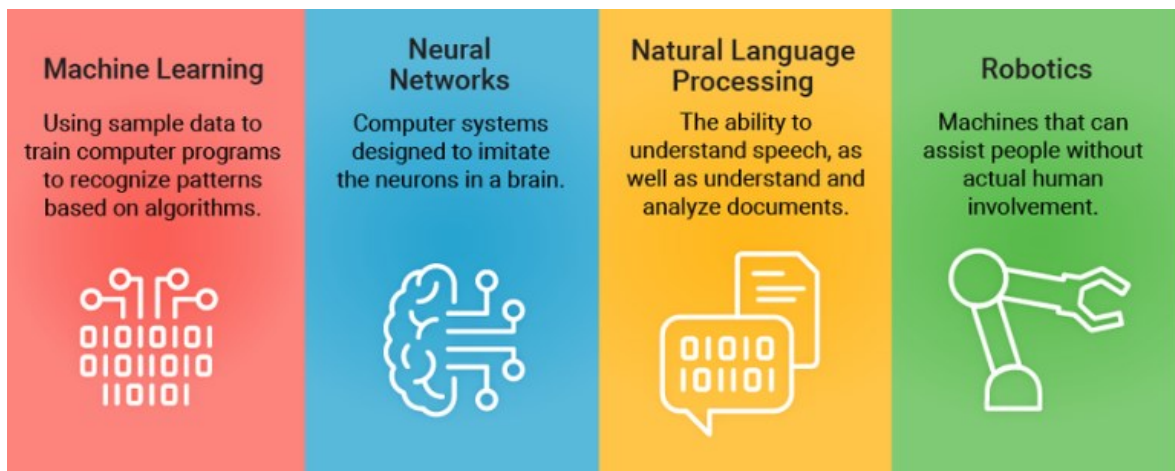 Machine Learning
Using sample data to
train computer programs
to recognize patterns
based on algorithms.
01010101
01011010
110101
Neural
Networks
Computer systems
designed to imitate
the neurons in a brain.
Natural Language
Processing
The ability to
understand speech, as
well as understand and
analyze documents.
01010
101101
Robotics
Machines that can
assist people without
actual human
involvement.